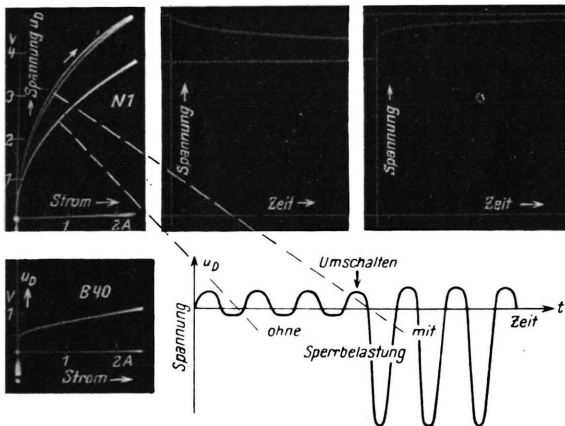 V
4
3
2
1
Spannung u_D
N1
Strom
1
2A
Spannung
Zeit
Spannung
Zeit
u_D
B40
V
1
1
2A
Strom
u_D
Umschalten
Spannung
ohne
mit
Sperrbelastung
t
Zeit